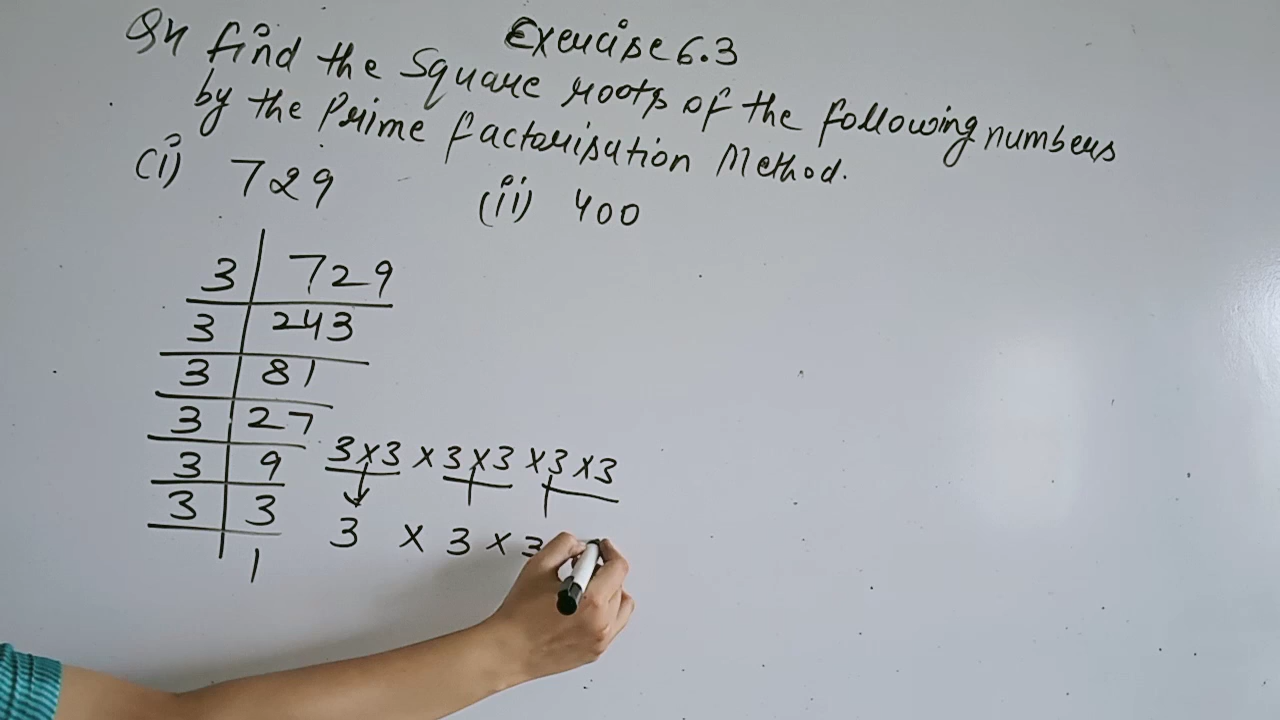 Exercise 6.3
Q4 find the Square roots of the following numbers
by the Prime factorisation Method.
(i) 729 (ii) 400
3 | 729
3 | 243
3 | 81
3 | 27
3 | 9
3 | 3
1
3×3 × 3×3 ×3×3
3 × 3 × 3